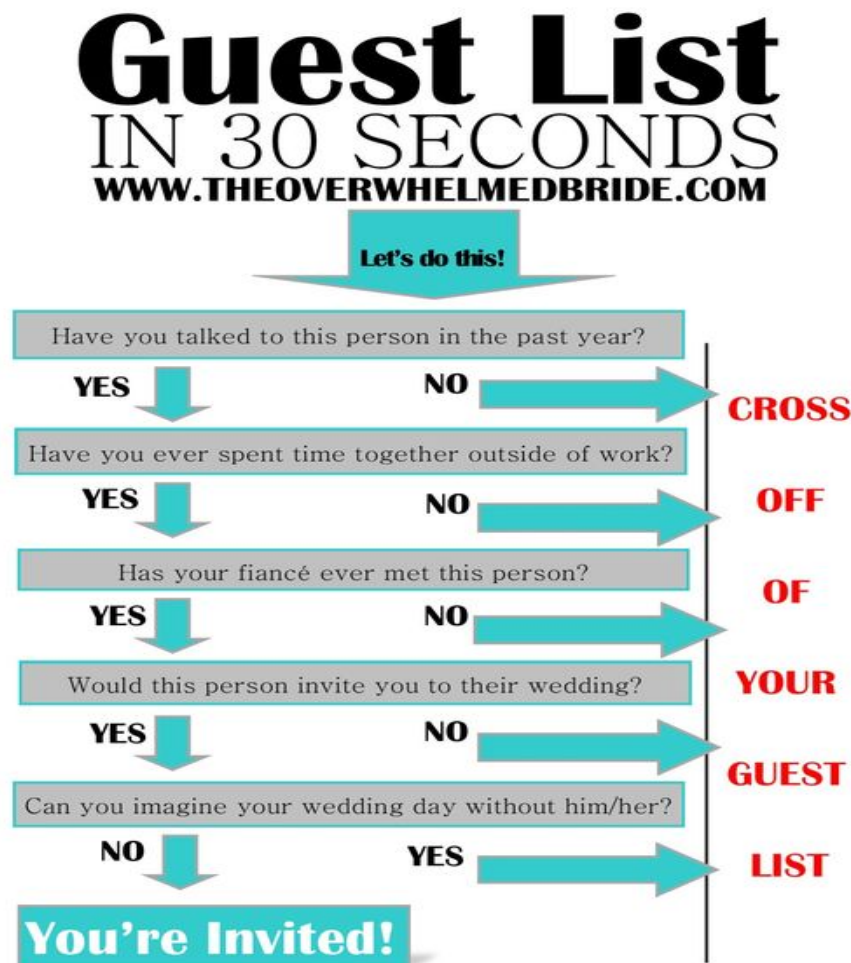 Guest List
IN 30 SECONDS
WWW.THEOVERWHELMEDBRIDE.COM
Let's do this!
Have you talked to this person in the past year?
YES NO
CROSS
Have you ever spent time together outside of work?
YES NO
OFF
Has your fiancé ever met this person?
OF
YES NO
Would this person invite you to their wedding?
YOUR
YES NO
GUEST
Can you imagine your wedding day without him/her?
NO YES
LIST
You're Invited!